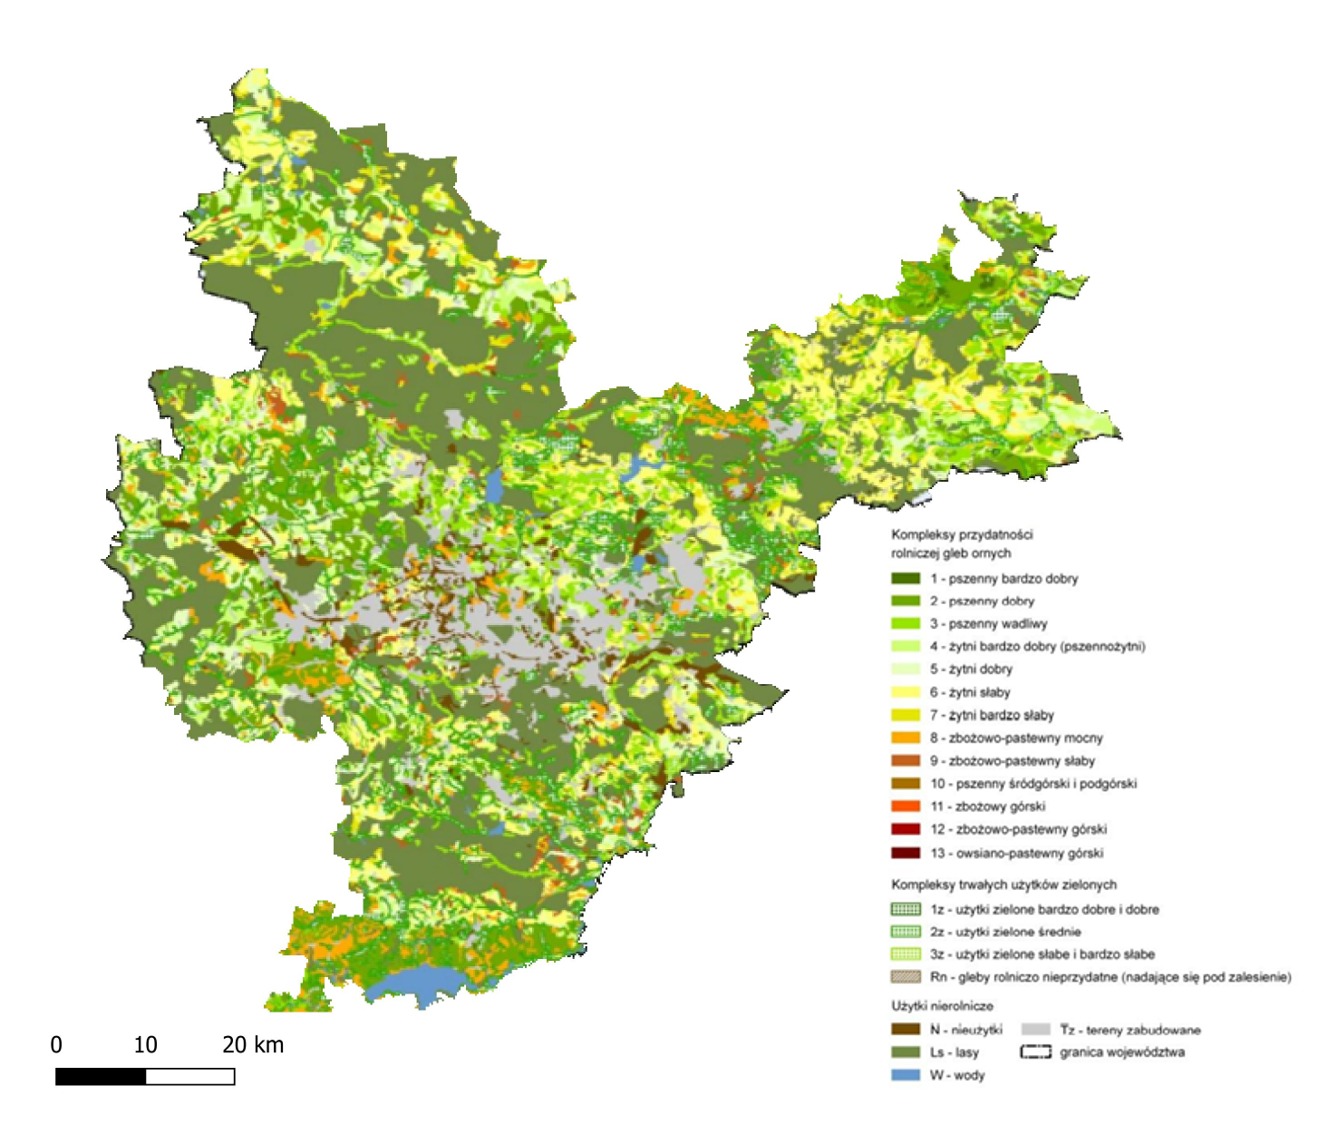 Kompleksy przydatności
rolniczej gleb ornych
1 - pszenny bardzo dobry
2 - pszenny dobry
3 - pszenny wadliwy
4 - żytni bardzo dobry (pszennożytni)
5 - żytni dobry
6 - żytni słaby
7 - żytni bardzo słaby
8 - zbożowo-pastewny mocny
9 - zbożowo-pastewny słaby
10 - pszenny śródgórski i podgórski
11 - zbożowy górski
12 - zbożowo-pastewny górski
13 - owsiano-pastewny górski
Kompleksy trwałych użytków zielonych
1z - użytki zielone bardzo dobre i dobre
2z - użytki zielone średnie
3z - użytki zielone słabe i bardzo słabe
Rn - gleby rolniczo nieprzydatne (nadające się pod zalesienie)
Użytki nierolnicze
N - nieużytki
Tz - tereny zabudowane
Ls - lasy
granica województwa
W - wody
0 10 20 km